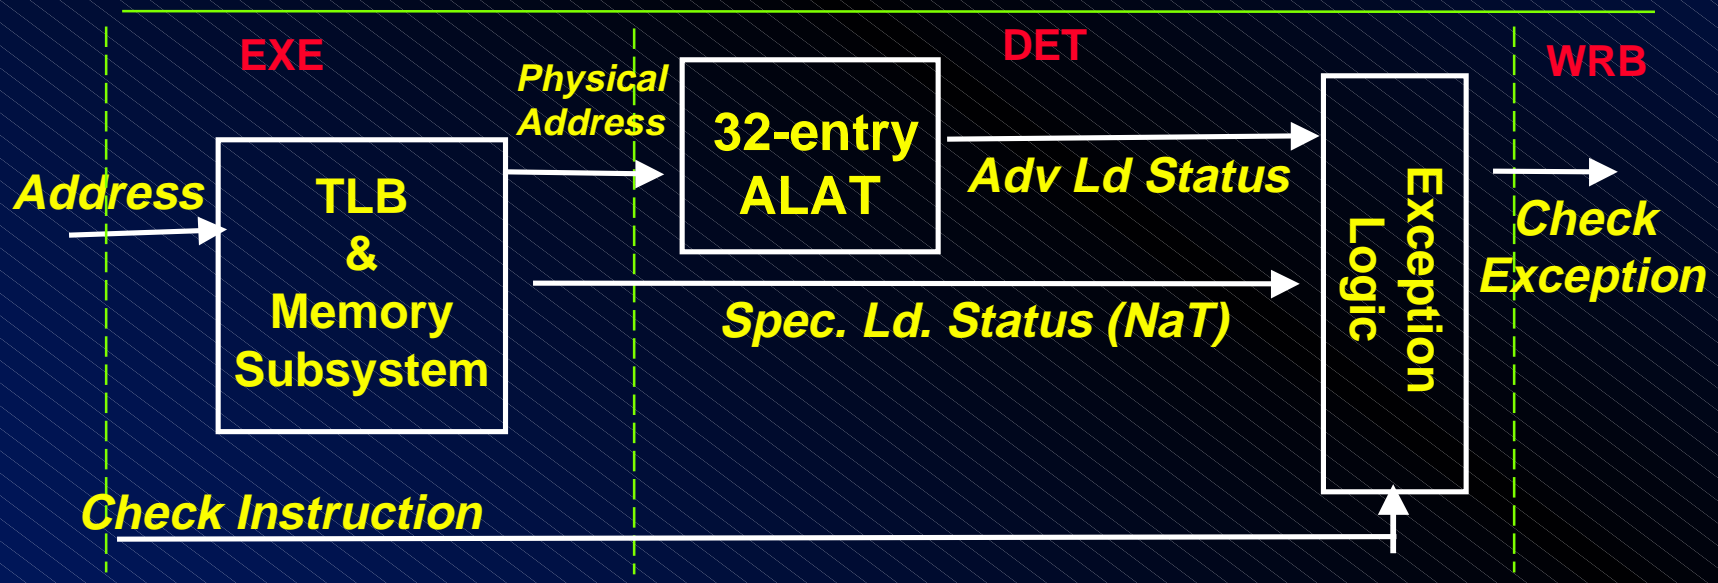 EXE
DET
WRB
Physical
Address
32-entry
ALAT
Address
TLB
&
Memory
Subsystem
Adv Ld Status
Spec. Ld. Status (NaT)
Exception
Logic
Check
Exception
Check Instruction